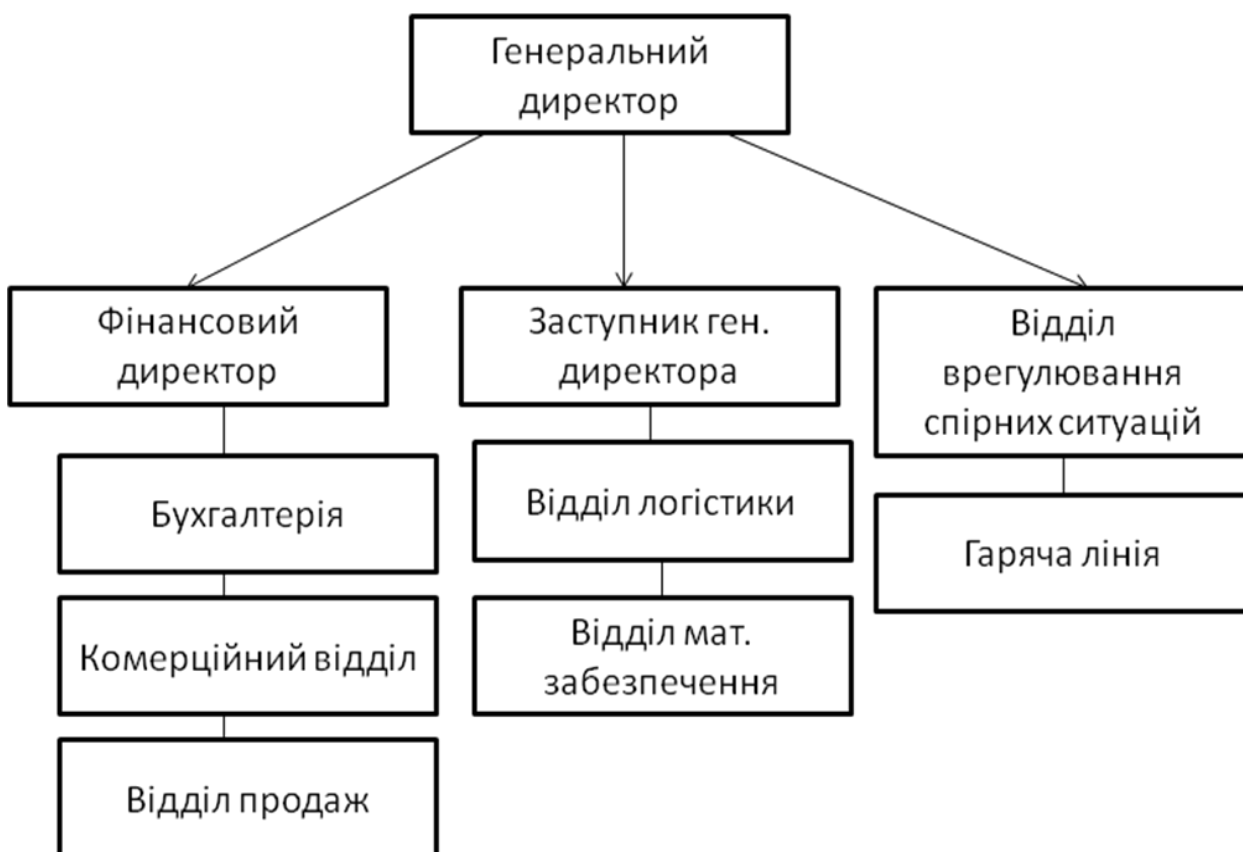 Генеральний
директор
Фінансовий
директор
Заступник ген.
директора
Відділ
врегулювання
спірних ситуацій
Бухгалтерія
Відділ логістики
Гаряча лінія
Комерційний відділ
Відділ мат.
забезпечення
Відділ продаж